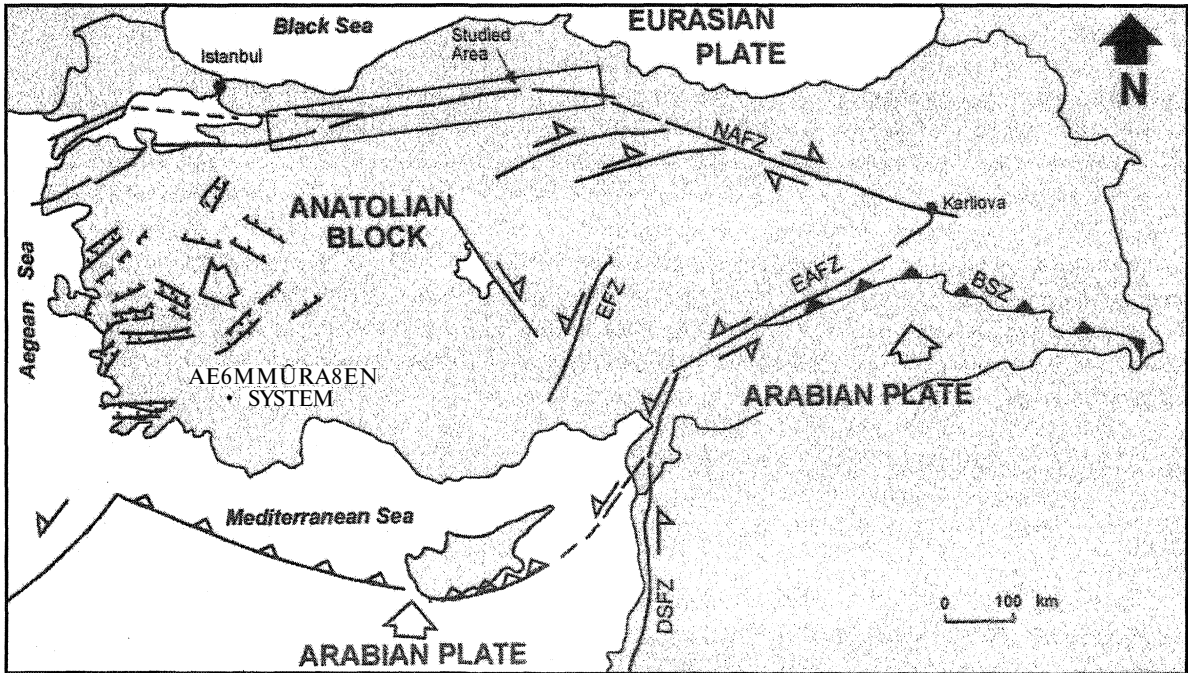 Black Sea
EURASIAN
PLATE
Studied
Area
Istanbul
N
NAFZ
Karliova
ANATOLIAN
BLOCK
Aegean Sea
EAFZ
BSZ
EFZ
AE6MMÛRA8EN
• SYSTEM
ARABIAN PLATE
Mediterranean Sea
DSFZ
0 100 km
ARABIAN PLATE